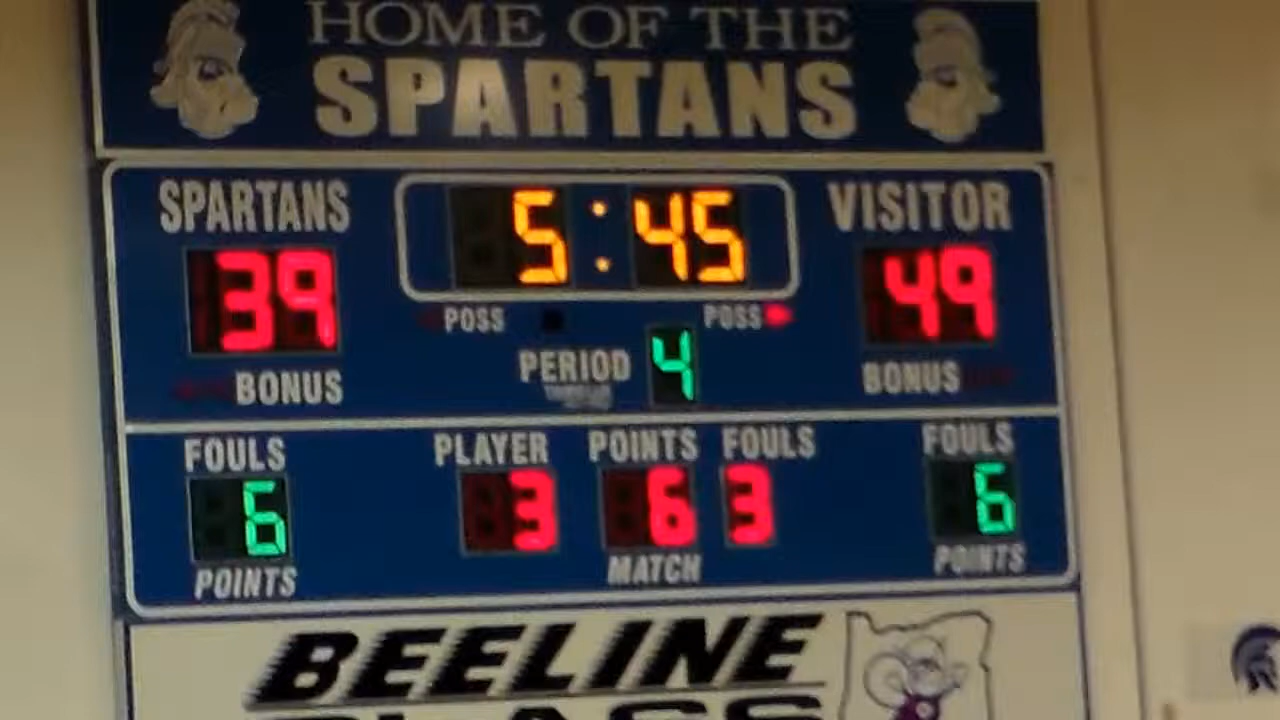 HOME OF THE
SPARTANS
SPARTANS 5:45 VISITOR
39 49
POSS POSS
PERIOD 4
BONUS BONUS
FOULS PLAYER POINTS FOULS FOULS
6 3 6 3 6
POINTS MATCH POINTS
BEELINE